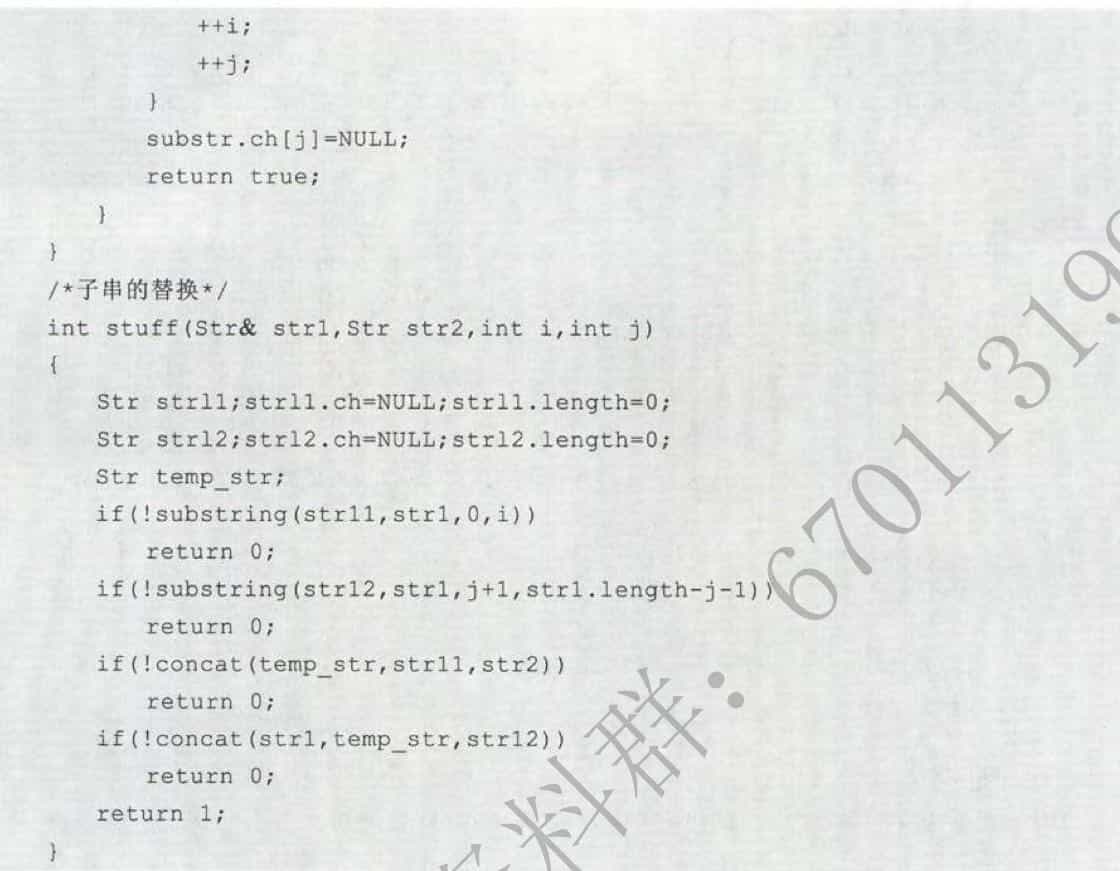 ++i;
++j;
}
substr.ch[j]=NULL;
return true;
}
}
/*子串的替换*/
int stuff(Str& str1,Str str2,int i,int j)
{
Str str11;str11.ch=NULL;str11.length=0;
Str str12;str12.ch=NULL;str12.length=0;
Str temp_str;
if(!substring(str11,str1,0,i))
return 0;
if(!substring(str12,str1,j+1,str1.length-j-1))
return 0;
if(!concat(temp_str,str11,str2))
return 0;
if(!concat(str1,temp_str,str12))
return 0;
return 1;
}
料群：67011319